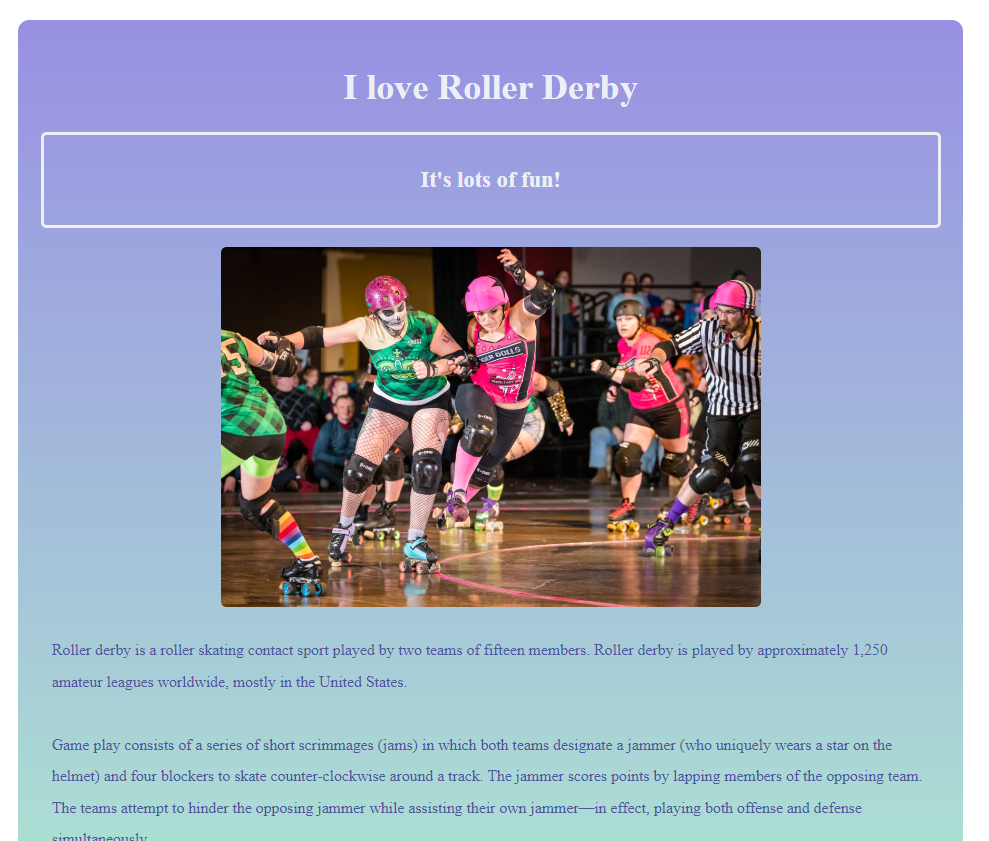 I love Roller Derby
It's lots of fun!
Roller derby is a roller skating contact sport played by two teams of fifteen members. Roller derby is played by approximately 1,250
amateur leagues worldwide, mostly in the United States.
Game play consists of a series of short scrimmages (jams) in which both teams designate a jammer (who uniquely wears a star on the
helmet) and four blockers to skate counter-clockwise around a track. The jammer scores points by lapping members of the opposing team.
The teams attempt to hinder the opposing jammer while assisting their own jammer—in effect, playing both offense and defense
simultaneously.